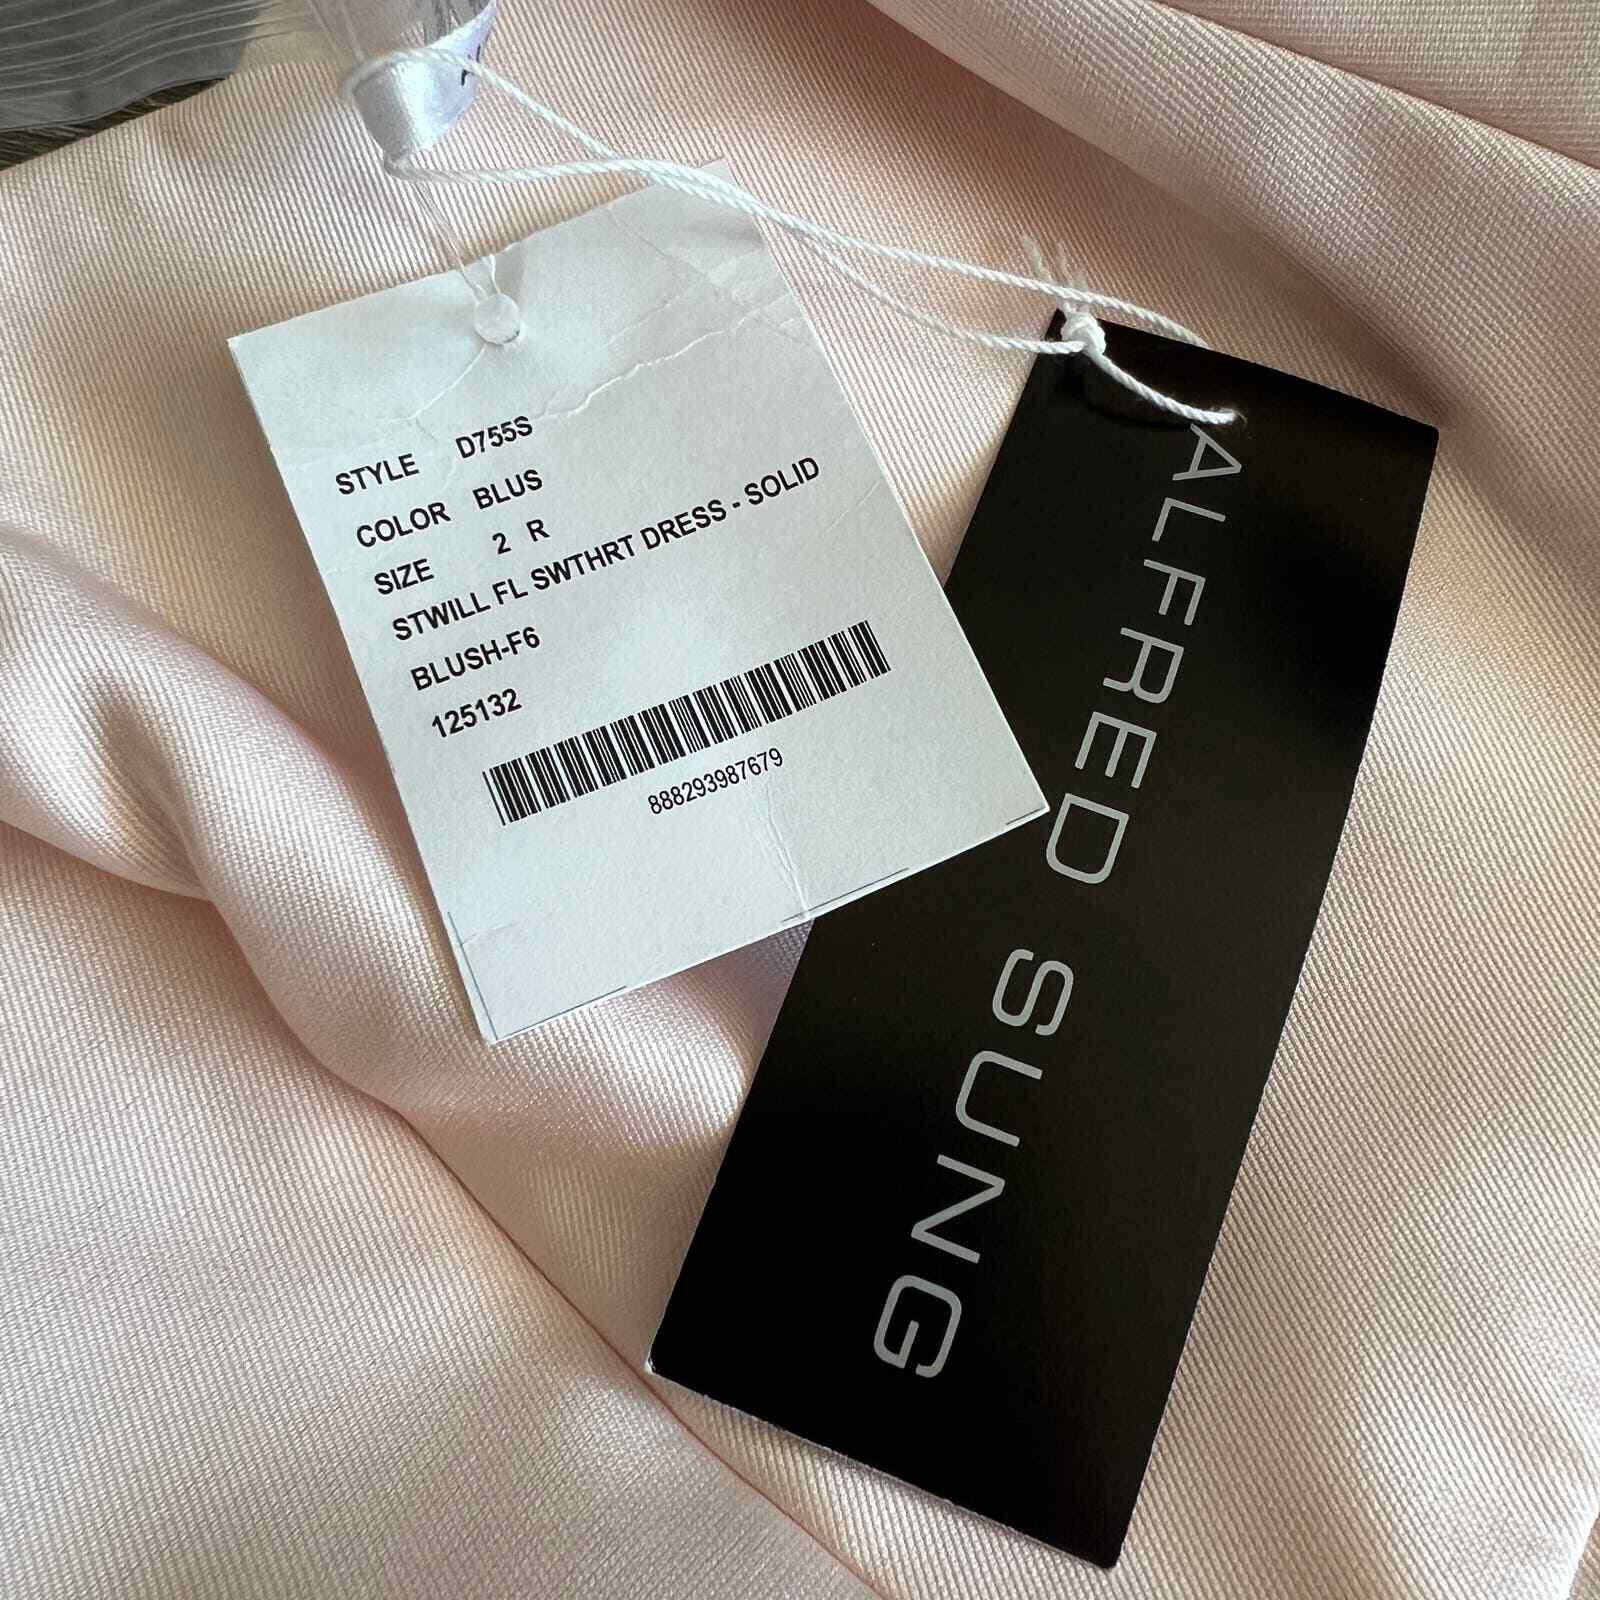 STYLE D755S
COLOR BLUS
SIZE 2 R
STWILL FL SWTHRT DRESS - SOLID
BLUSH-F6
125132
888293987679
ALFRED SUNG